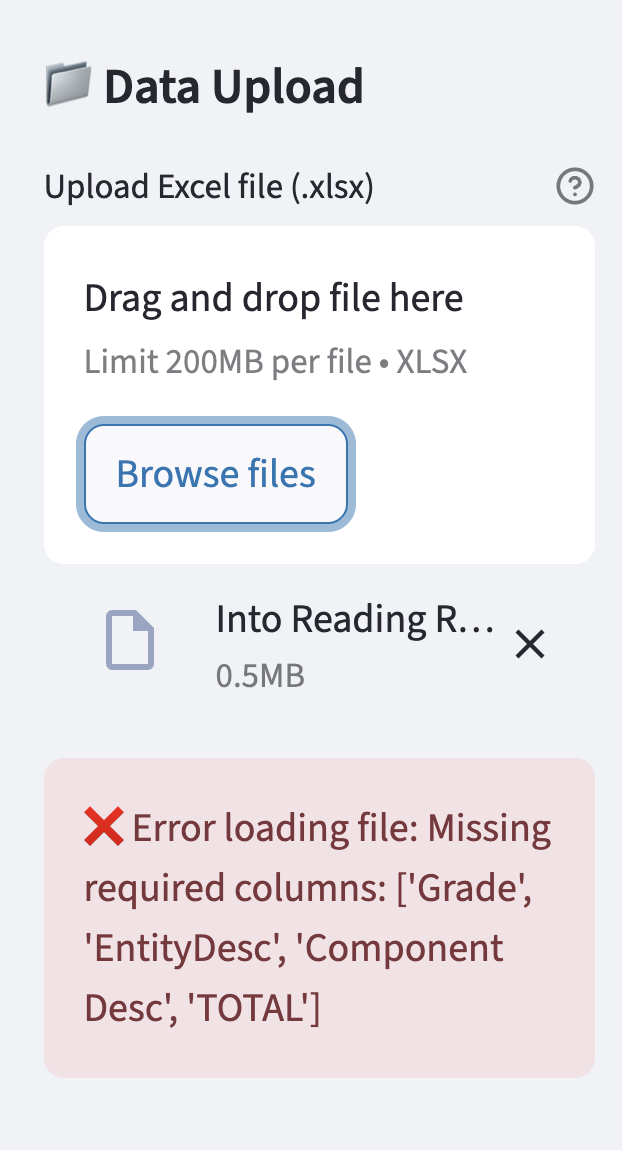 Data Upload
Upload Excel file (.xlsx)
Drag and drop file here
Limit 200MB per file • XLSX
Browse files
Into Reading R…
0.5MB
❌ Error loading file: Missing
required columns: ['Grade',
'EntityDesc', 'Component
Desc', 'TOTAL']